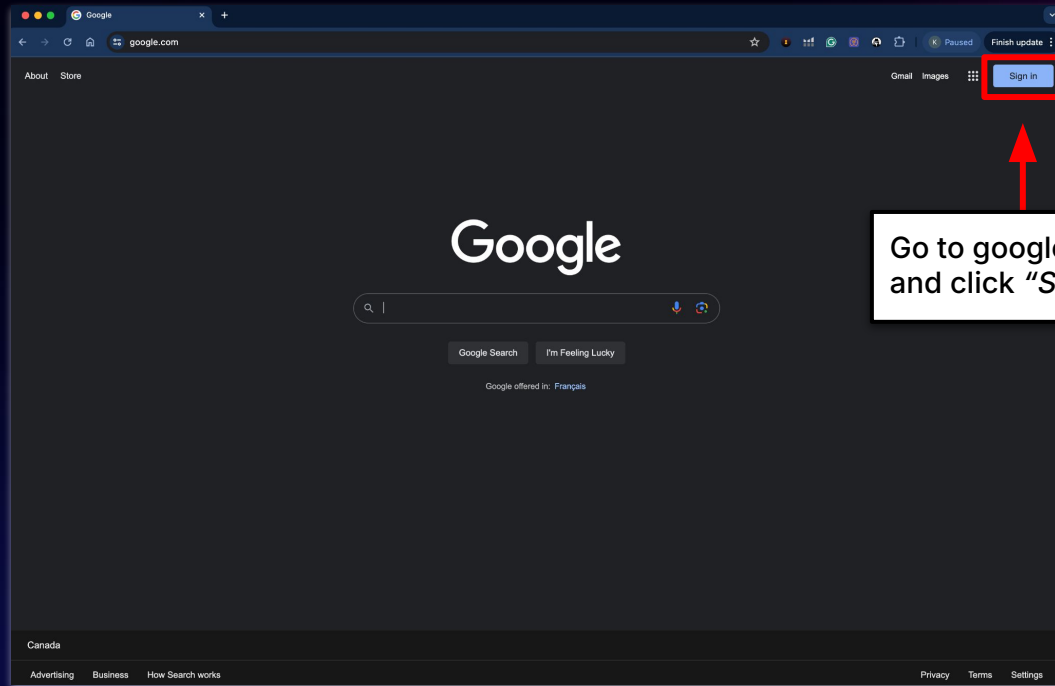 Google
google.com
K Paused
Finish update
About Store
Gmail Images
Sign in
Google
Go to
and click
Google Search
I'm Feeling Lucky
Google offered in: Français
Canada
Advertising Business How Search works
Privacy Terms Settings